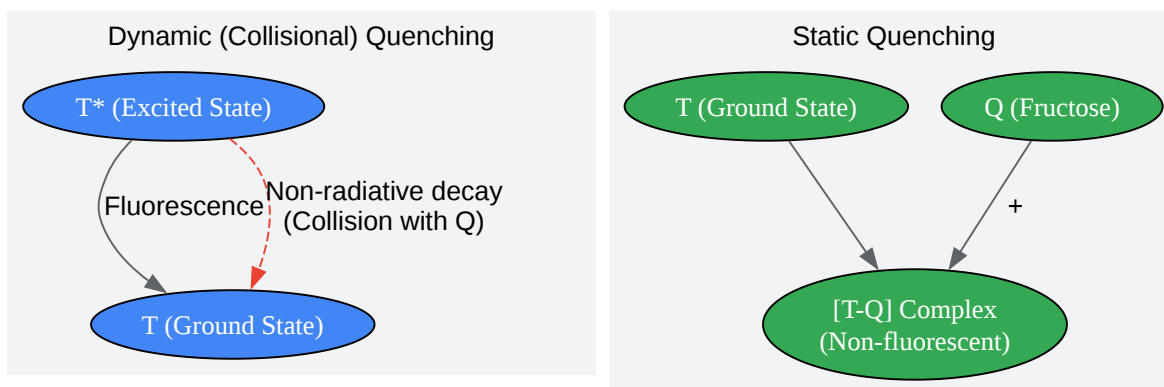 Dynamic (Collisional) Quenching
T* (Excited State)
Fluorescence
Non-radiative decay
(Collision with Q)
T (Ground State)
Static Quenching
T (Ground State)
Q (Fructose)
+
[T-Q] Complex
(Non-fluorescent)